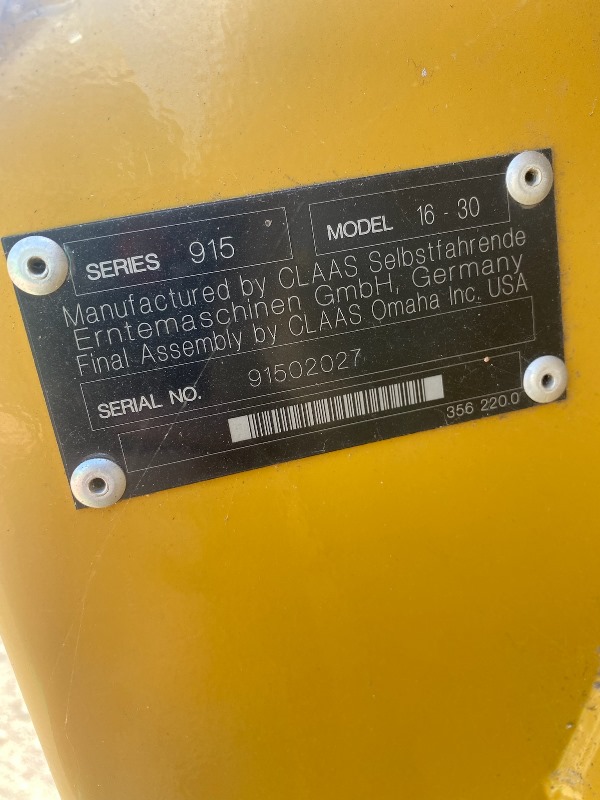 SERIES 915
MODEL 16 - 30
Manufactured by CLAAS Selbstfahrende
Erntemaschinen GmbH, Germany
Final Assembly by CLAAS Omaha Inc. USA
SERIAL NO. 91502027
356 220.0